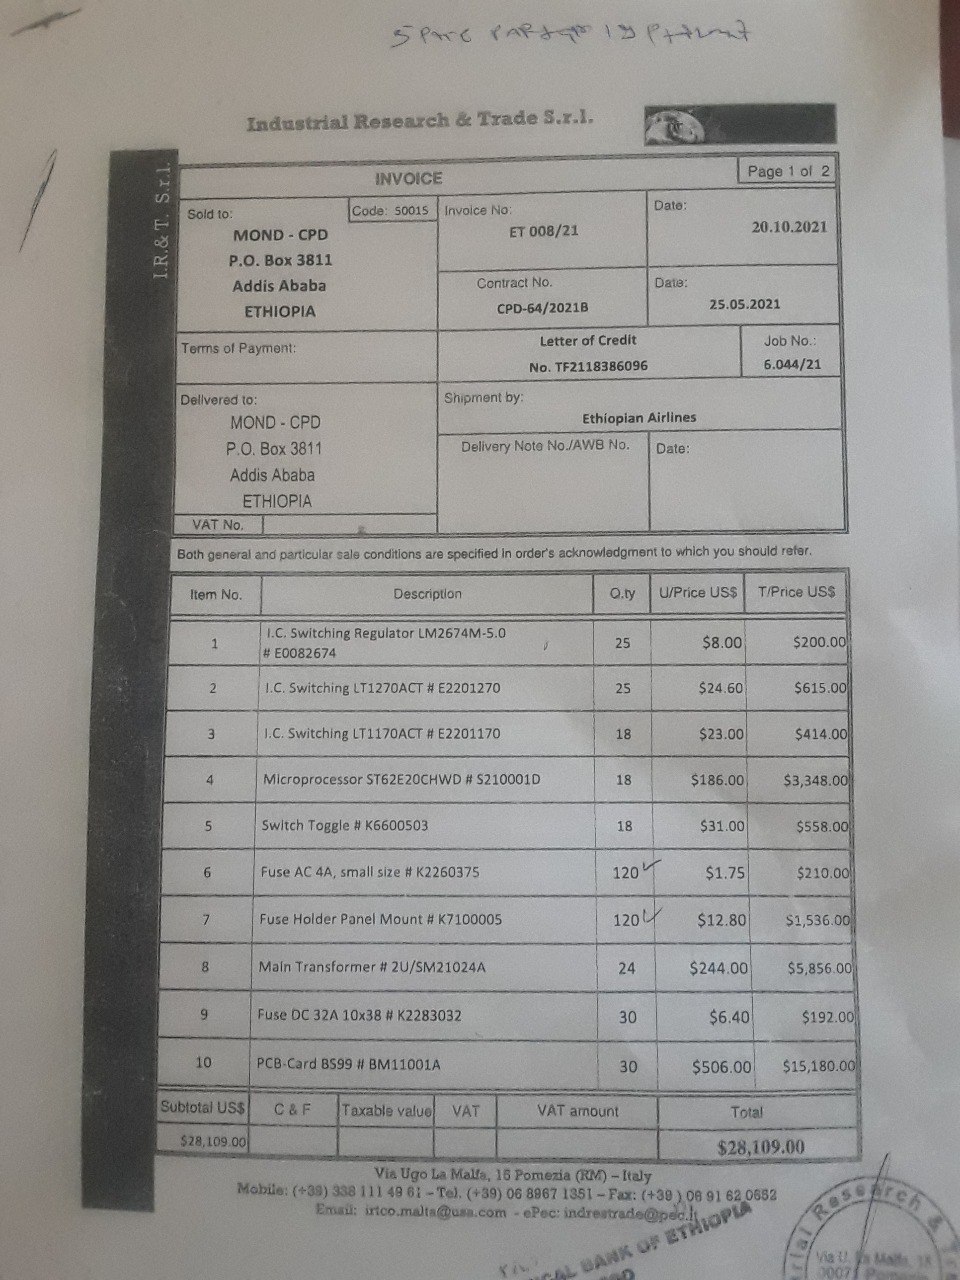 Industrial Research & Trade S.r.l.
I.R.& T. S.r.l.
INVOICE
Page 1 of 2
Sold to:
Code: 50015
MOND - CPD
P.O. Box 3811
Addis Ababa
ETHIOPIA
Invoice No:
ET 008/21
Date:
20.10.2021
Contract No.
CPD-64/2021B
Date:
25.05.2021
Terms of Payment:
Letter of Credit
No. TF2118386096
Job No.:
6.044/21
Delivered to:
MOND - CPD
P.O. Box 3811
Addis Ababa
ETHIOPIA
VAT No.
Shipment by:
Ethiopian Airlines
Delivery Note No./AWB No.
Date:
Both general and particular sale conditions are specified in order's acknowledgment to which you should refer.
Item No. Description Q.ty U/Price US$ T/Price US$
1 I.C. Switching Regulator LM2674M-5.0 25 $8.00 $200.00
# E0082674
2 I.C. Switching LT1270ACT # E2201270 25 $24.60 $615.00
3 I.C. Switching LT1170ACT # E2201170 18 $23.00 $414.00
4 Microprocessor ST62E20CHWD # S210001D 18 $186.00 $3,348.00
5 Switch Toggle # K6600503 18 $31.00 $558.00
6 Fuse AC 4A, small size # K2260375 120 $1.75 $210.00
7 Fuse Holder Panel Mount # K7100005 120 $12.80 $1,536.00
8 Main Transformer # 2U/SM21024A 24 $244.00 $5,856.00
9 Fuse DC 32A 10x38 # K2283032 30 $6.40 $192.00
10 PCB-Card BS99 # BM11001A 30 $506.00 $15,180.00
Subtotal US$ C & F Taxable value VAT VAT amount Total
$28,109.00 $28,109.00
Via Ugo La Malfa, 15 Pomezia (RM) – Italy
Mobile: (+39) 338 111 49 61 – Tel. (+39) 06 8967 1351 – Fax: (+39) 06 91 62 0652
Email: irtco.malta@usa.com - ePec: indrestrade@pec.it
BANK OF ETHIOPIA
Research &